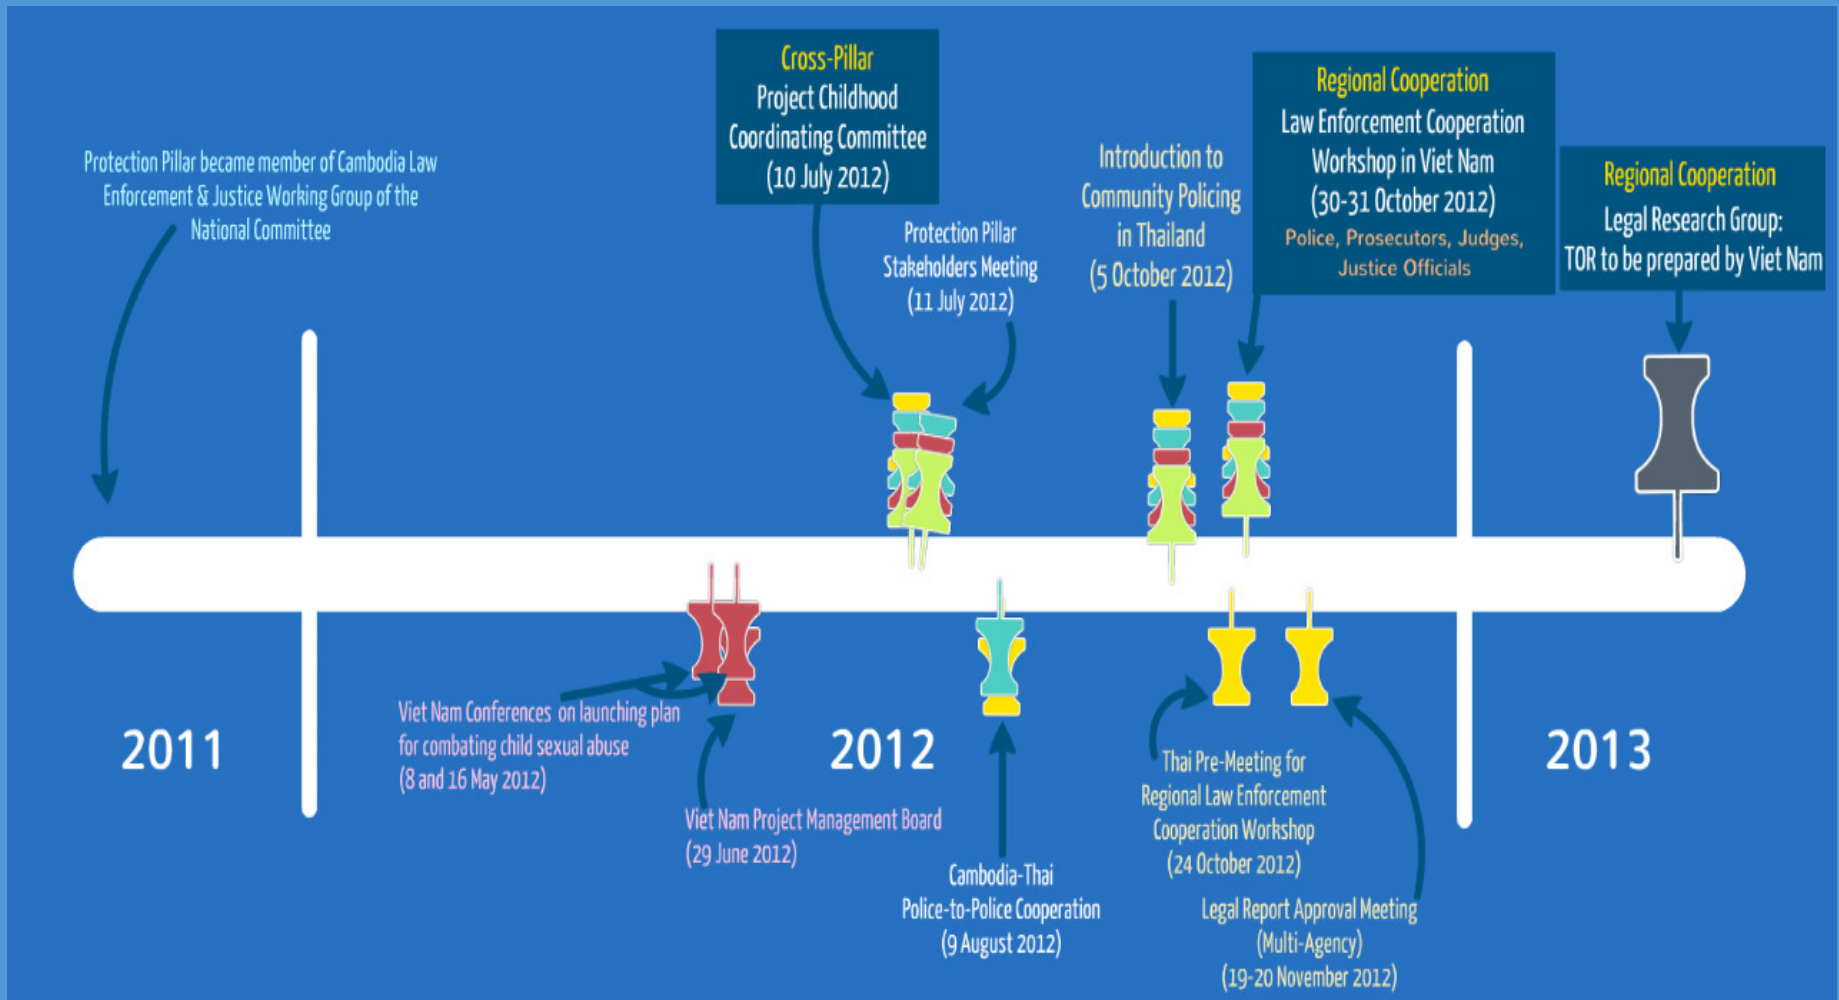 Protection Pillar became member of Cambodia Law
Enforcement & Justice Working Group of the
National Committee
Cross-Pillar
Project Childhood
Coordinating Committee
(10 July 2012)
Protection Pillar
Stakeholders Meeting
(11 July 2012)
Introduction to
Community Policing
in Thailand
(5 October 2012)
Regional Cooperation
Law Enforcement Cooperation
Workshop in Viet Nam
(30-31 October 2012)
Police, Prosecutors, Judges,
Justice Officials
Regional Cooperation
Legal Research Group:
TOR to be prepared by Viet Nam
2011
Viet Nam Conferences on launching plan
for combating child sexual abuse
(8 and 16 May 2012)
Viet Nam Project Management Board
(29 June 2012)
2012
Cambodia-Thai
Police-to-Police Cooperation
(9 August 2012)
Thai Pre-Meeting for
Regional Law Enforcement
Cooperation Workshop
(24 October 2012)
Legal Report Approval Meeting
(Multi-Agency)
(19-20 November 2012)
2013